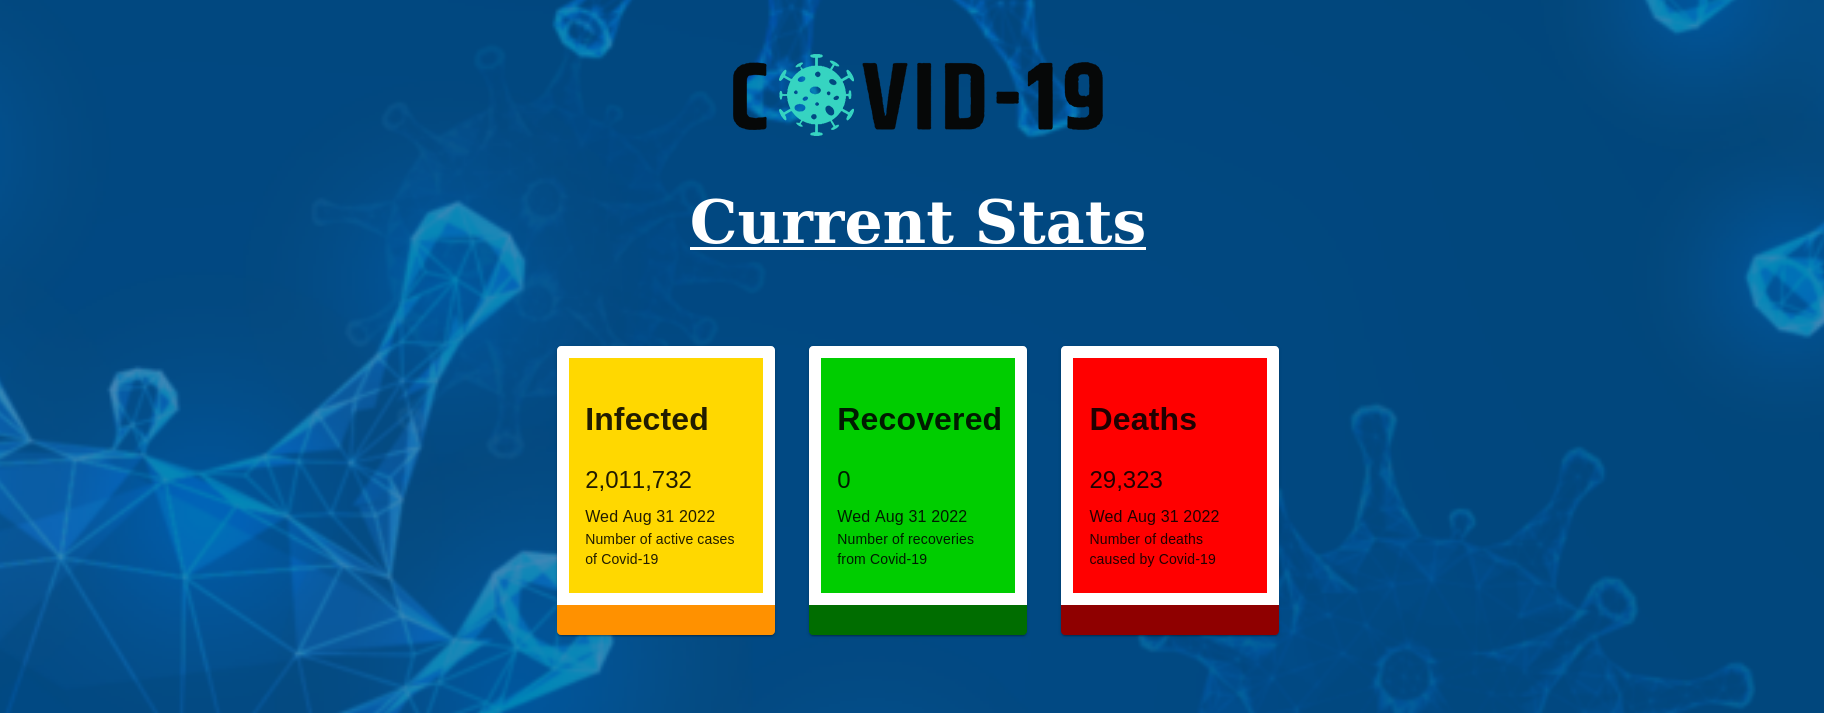 COVID-19
Current Stats
Infected
2,011,732
Wed Aug 31 2022
Number of active cases
of Covid-19
Recovered
0
Wed Aug 31 2022
Number of recoveries
from Covid-19
Deaths
29,323
Wed Aug 31 2022
Number of deaths
caused by Covid-19